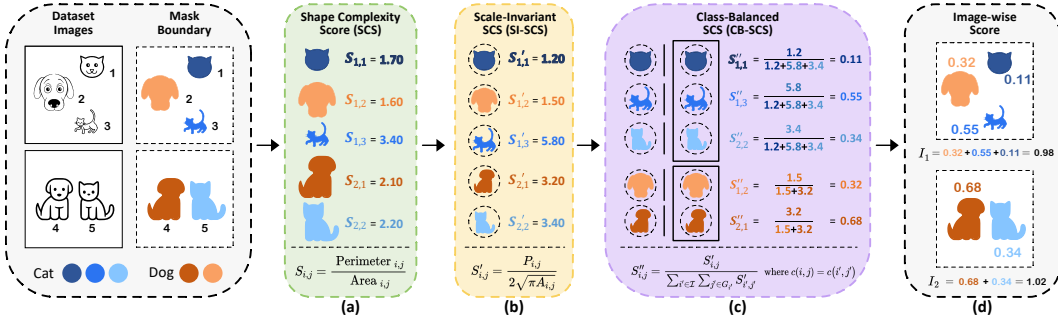 Dataset
Images
Mask
Boundary
1
2
3
1
2
3
4 5
4 5
Cat
Dog
Shape Complexity
Score (SCS)
S1,1 = 1.70
S1,2 = 1.60
S1,3 = 3.40
S2,1 = 2.10
S2,2 = 2.20
Si,j = Perimeter i,j / Area i,j
(a)
Scale-Invariant
SCS (SI-SCS)
S′1,1 = 1.20
S′1,2 = 1.50
S′1,3 = 5.80
S′2,1 = 3.20
S′2,2 = 3.40
S′i,j = Pi,j / 2√πAi,j
(b)
Class-Balanced
SCS (CB-SCS)
S″1,1 = 1.2 / 1.2+5.8+3.4 = 0.11
S″1,3 = 5.8 / 1.2+5.8+3.4 = 0.55
S″2,2 = 3.4 / 1.2+5.8+3.4 = 0.34
S″1,2 = 1.5 / 1.5+3.2 = 0.32
S″2,1 = 3.2 / 1.5+3.2 = 0.68
S″i,j = S′i,j / ∑i′∈I ∑j′∈Gi′ S′i′,j′ where c(i, j) = c(i′, j′)
(c)
Image-wise
Score
0.32
0.11
0.55
I1 = 0.32 + 0.55 + 0.11 = 0.98
0.68
0.34
I2 = 0.68 + 0.34 = 1.02
(d)